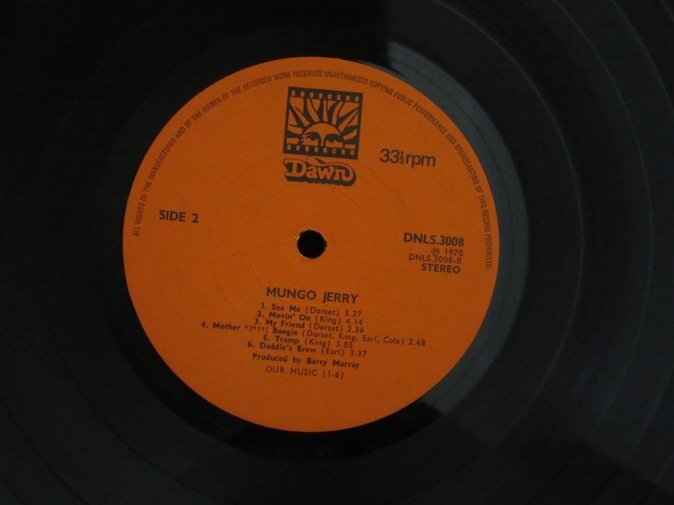 ALL RIGHTS OF THE MANUFACTURER AND OF THE OWNER OF THE RECORDED WORK RESERVED UNAUTHORISED COPYING PUBLIC PERFORMANCE AND BROADCASTING OF THIS RECORD PROHIBITED
Dawn
33⅓rpm
SIDE 2
DNLS.3008
Ⓟ 1970.
DNLS.3008-B
STEREO
MUNGO JERRY
1. See Me (Dorset) 3.37
2. Movin' On (King) 4.14
3. My Friend (Dorset) 2.36
4. Mother *!*!*! Boogie (Dorset, King, Earl, Cole) 2.48
5. Tramp (King) 5.05
6. Daddie's Brew (Earl) 3.37
Produced by Barry Murray
OUR MUSIC (1-6)